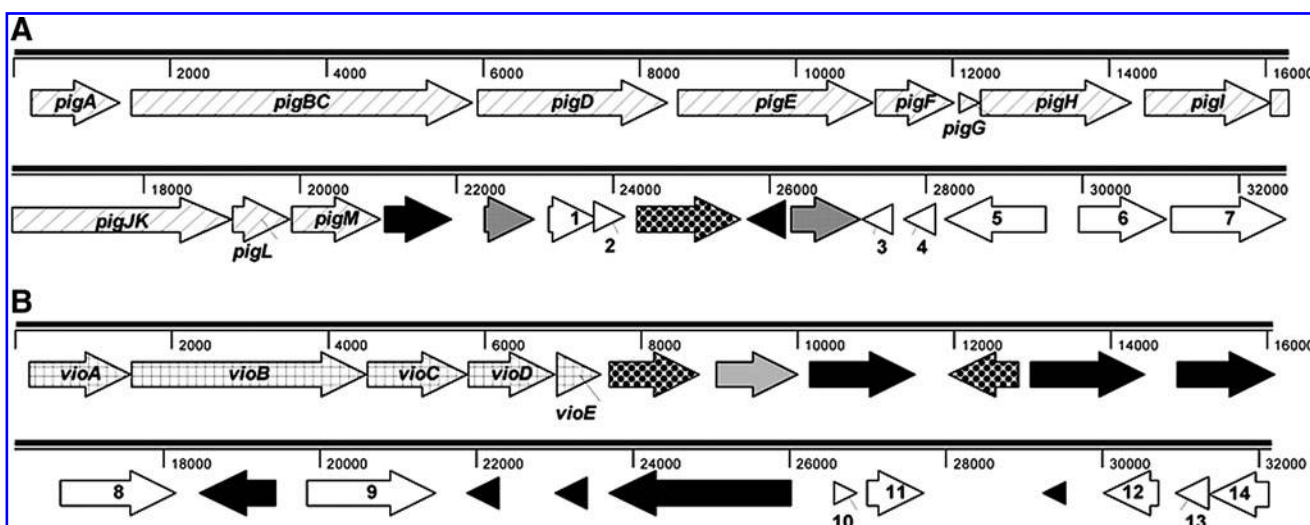 A
2000 4000 6000 8000 10000 12000 14000 16000
pigA pigBC pigD pigE pigF pigG pigH pigI
18000 20000 22000 24000 26000 28000 30000 32000
pigJK pigL pigM 1 2 3 4 5 6 7
B
2000 4000 6000 8000 10000 12000 14000 16000
vioA vioB vioC vioD vioE
18000 20000 22000 24000 26000 28000 30000 32000
8 9 10 11 12 13 14